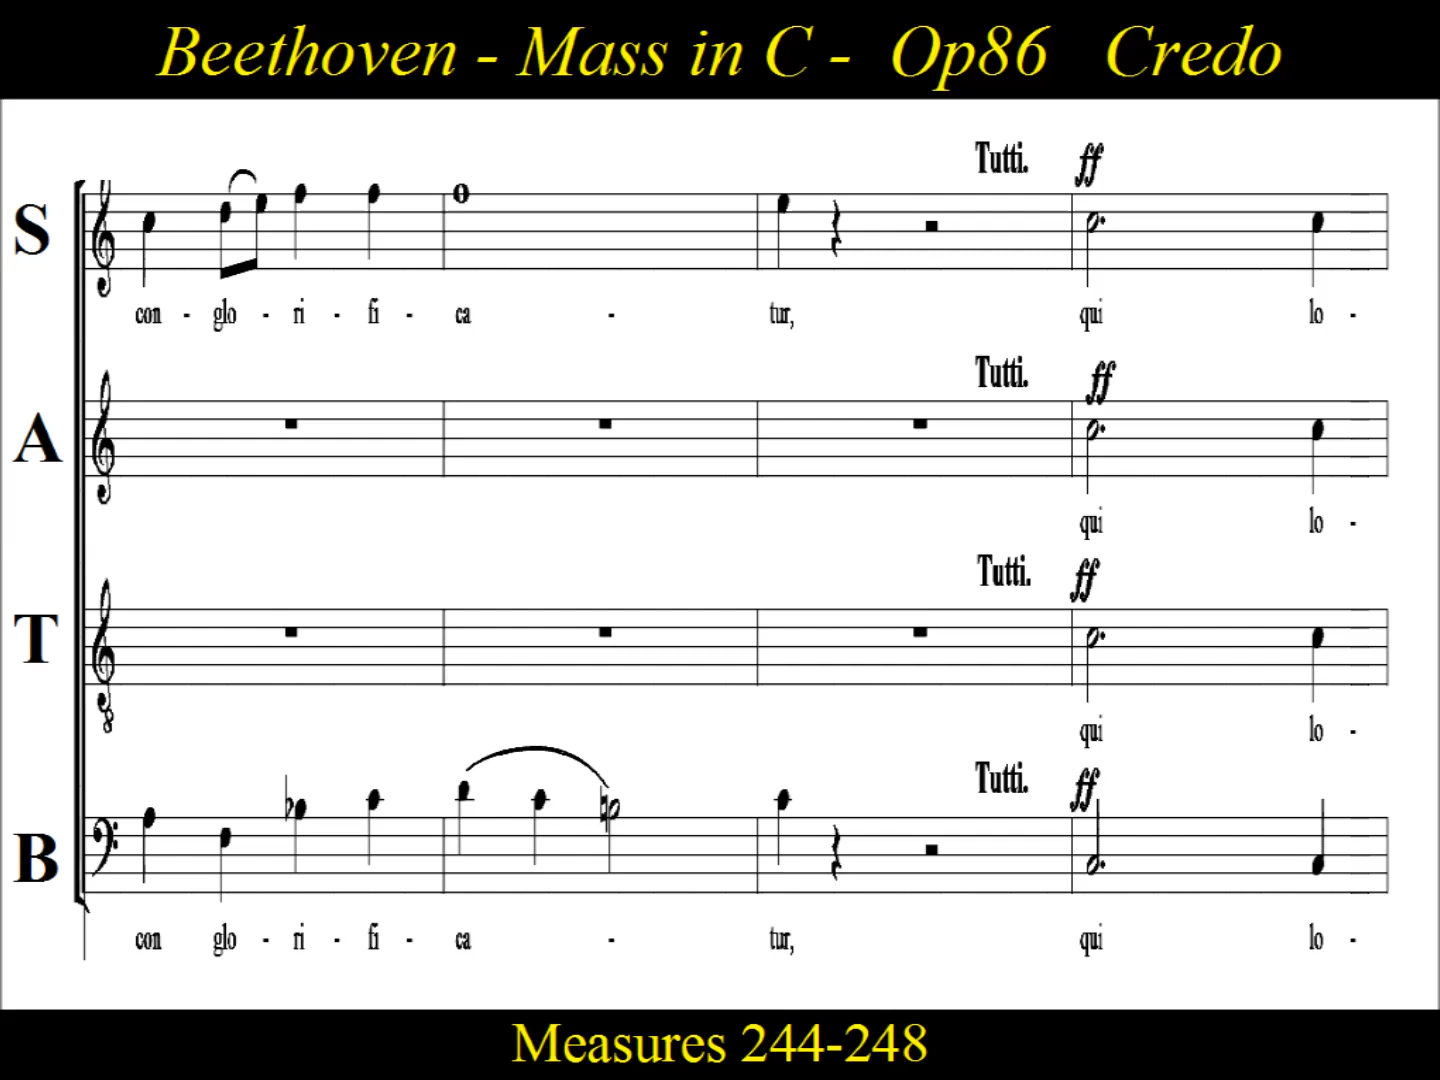 Beethoven - Mass in C - Op86 Credo
Tutti. ff
S
con - glo - ri - fi - ca - tur, qui lo -
Tutti. ff
A
qui lo -
Tutti. ff
T
8
qui lo -
Tutti. ff
B
con glo - ri - fi - ca - tur, qui lo -
Measures 244-248